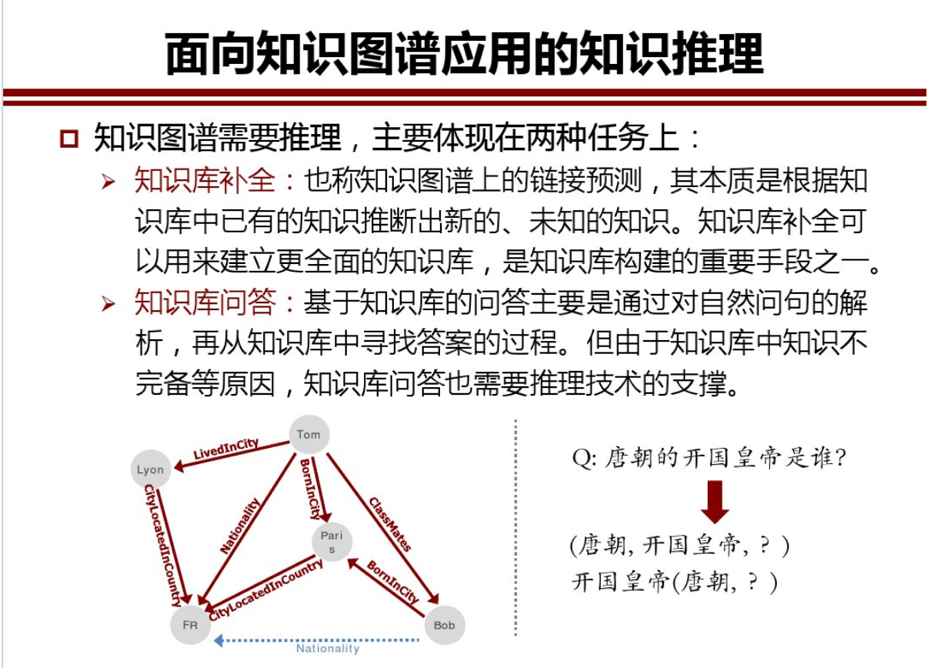 面向知识图谱应用的知识推理
知识图谱需要推理，主要体现在两种任务上：
知识库补全：也称知识图谱上的链接预测，其本质是根据知
识库中已有的知识推断出新的、未知的知识。知识库补全可
以用来建立更全面的知识库，是知识库构建的重要手段之一。
知识库问答：基于知识库的问答主要是通过对自然问句的解
析，再从知识库中寻找答案的过程。但由于知识库中知识不
完备等原因，知识库问答也需要推理技术的支撑。
Tom
LivedInCity
Lyon
BornInCity
CityLocatedInCountry
Nationality
ClassMates
Pari
s
CityLocatedInCountry
BornInCity
FR
Bob
Nationality
Q: 唐朝的开国皇帝是谁?
(唐朝, 开国皇帝, ? )
开国皇帝(唐朝, ? )